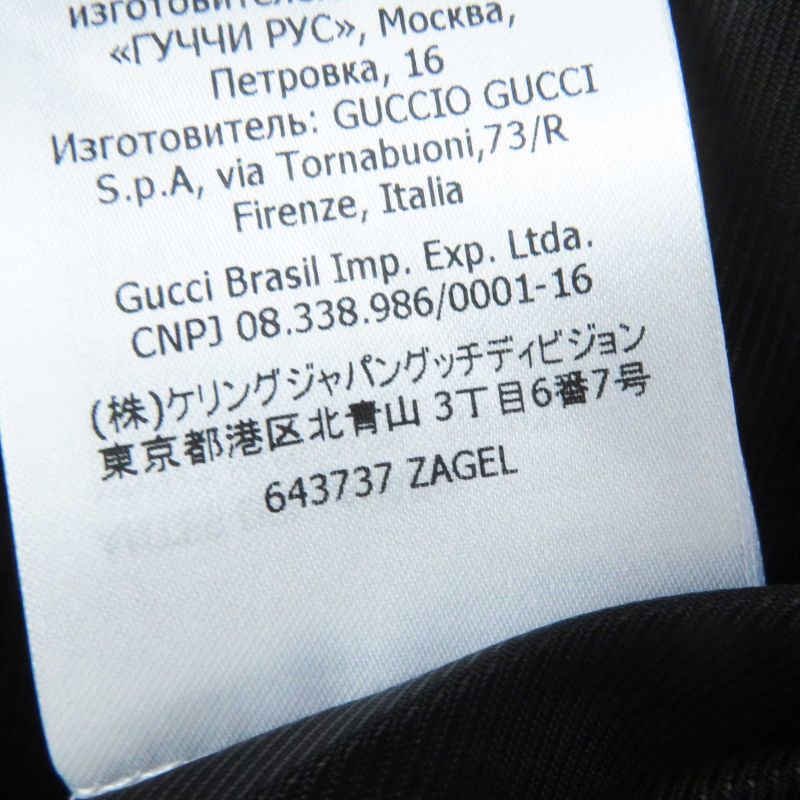 изготовителем
«ГУЧЧИ РУС», Москва,
Петровка, 16
Изготовитель: GUCCIO GUCCI
S.p.A, via Tornabuoni,73/R
Firenze, Italia
Gucci Brasil Imp. Exp. Ltda.
CNPJ 08.338.986/0001-16
(株)ケリングジャパングッチディビジョン
東京都港区北青山 3丁目6番7号
643737 ZAGEL